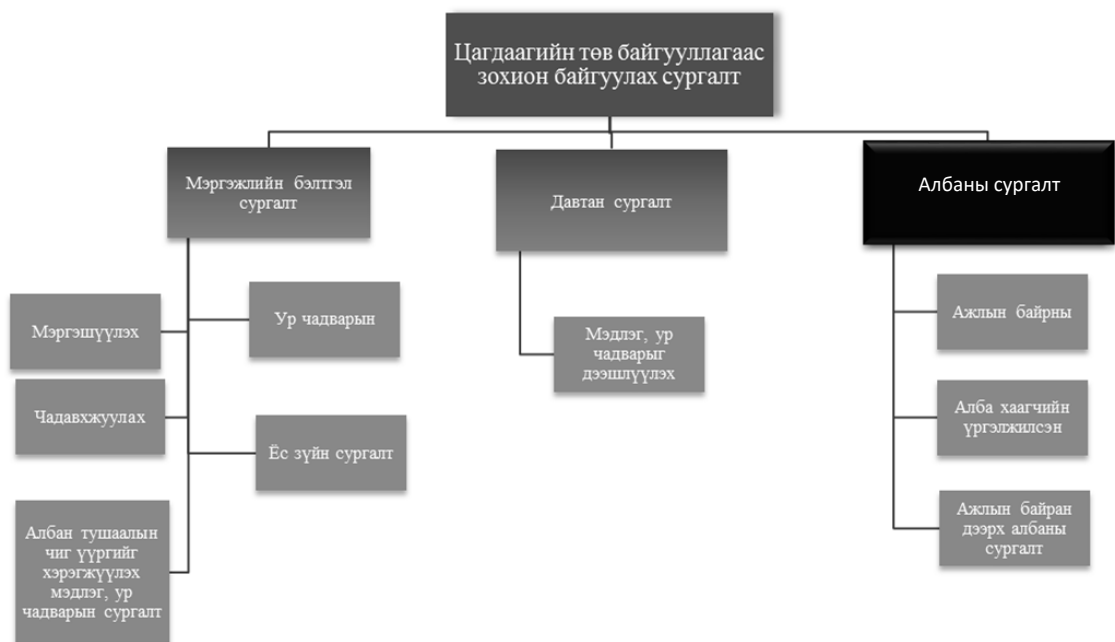 Цагдаагийн төв байгууллагаас
зохион байгуулах сургалт
Мэргэжлийн бэлтгэл
сургалт
Давтан сургалт
Албаны сургалт
Мэргэшүүлэх
Ур чадварын
Чадавхжуулах
Ёс зүйн сургалт
Албан тушаалын
чиг үүргийг
хэрэгжүүлэх
мэдлэг, ур
чадварын сургалт
Мэдлэг, ур
чадварыг
дээшлүүлэх
Ажлын байрны
Алба хаагчийн
үргэлжилсэн
Ажлын байран
дээрх албаны
сургалт